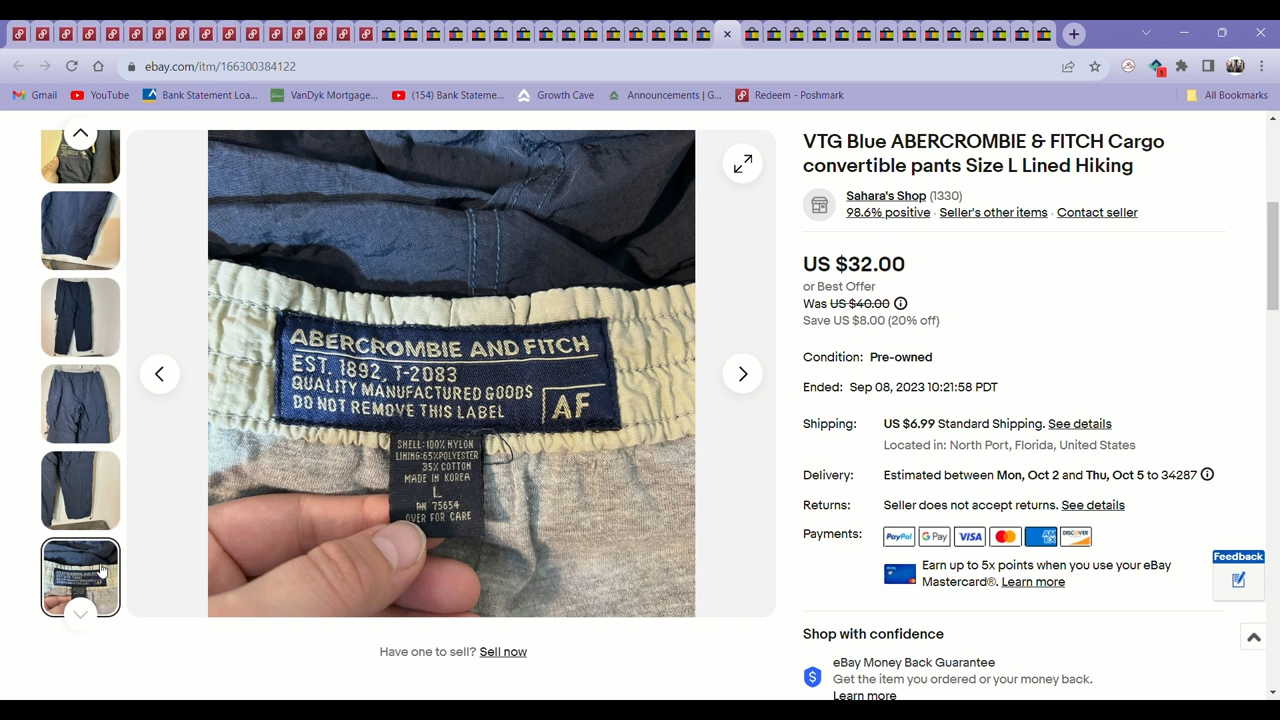 ebay.com/itm/166300384122
1
Gmail
YouTube
Bank Statement Loa...
VanDyk Mortgage...
(154) Bank Stateme...
Growth Cave
Announcements | G...
Redeem - Poshmark
All Bookmarks
VTG Blue ABERCROMBIE & FITCH Cargo
convertible pants Size L Lined Hiking
Sahara's Shop (1330)
98.6% positive · Seller's other items · Contact seller
US $32.00
or Best Offer
Was US $40.00
Save US $8.00 (20% off)
Condition: Pre-owned
Ended: Sep 08, 2023 10:21:58 PDT
Shipping: US $6.99 Standard Shipping. See details
Located in: North Port, Florida, United States
Delivery: Estimated between Mon, Oct 2 and Thu, Oct 5 to 34287
Returns: Seller does not accept returns. See details
Payments: PayPal G Pay VISA DISCOVER
Earn up to 5x points when you use your eBay
Mastercard®. Learn more
Feedback
Shop with confidence
eBay Money Back Guarantee
Get the item you ordered or your money back.
Learn more
Have one to sell? Sell now
ABERCROMBIE AND FITCH
EST. 1892, T-2083
QUALITY MANUFACTURED GOODS
DO NOT REMOVE THIS LABEL
AF
SHELL:100% NYLON
LINING:65%POLYESTER
35% COTTON
MADE IN KOREA
L
RN 75654
OVER FOR CARE